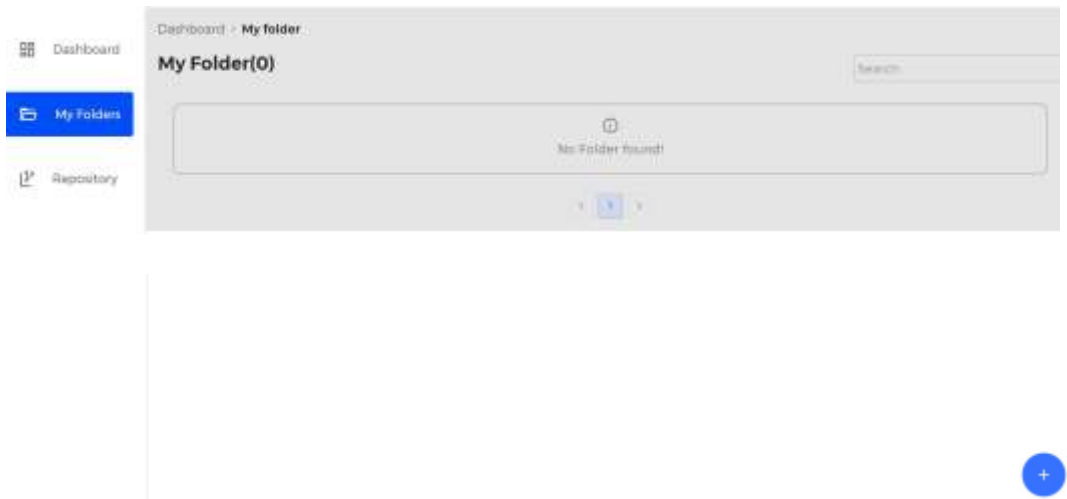 Dashboard
My Folders
Repository
Dashboard > My folder
My Folder(0)
Search
No Folder found!
< 1 >
+